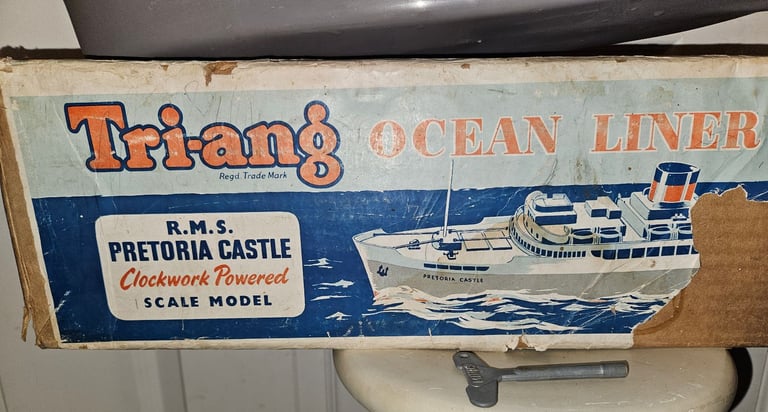 Tri-ang
Regd. Trade Mark
OCEAN LINER
R.M.S.
PRETORIA CASTLE
Clockwork Powered
SCALE MODEL
PRETORIA CASTLE